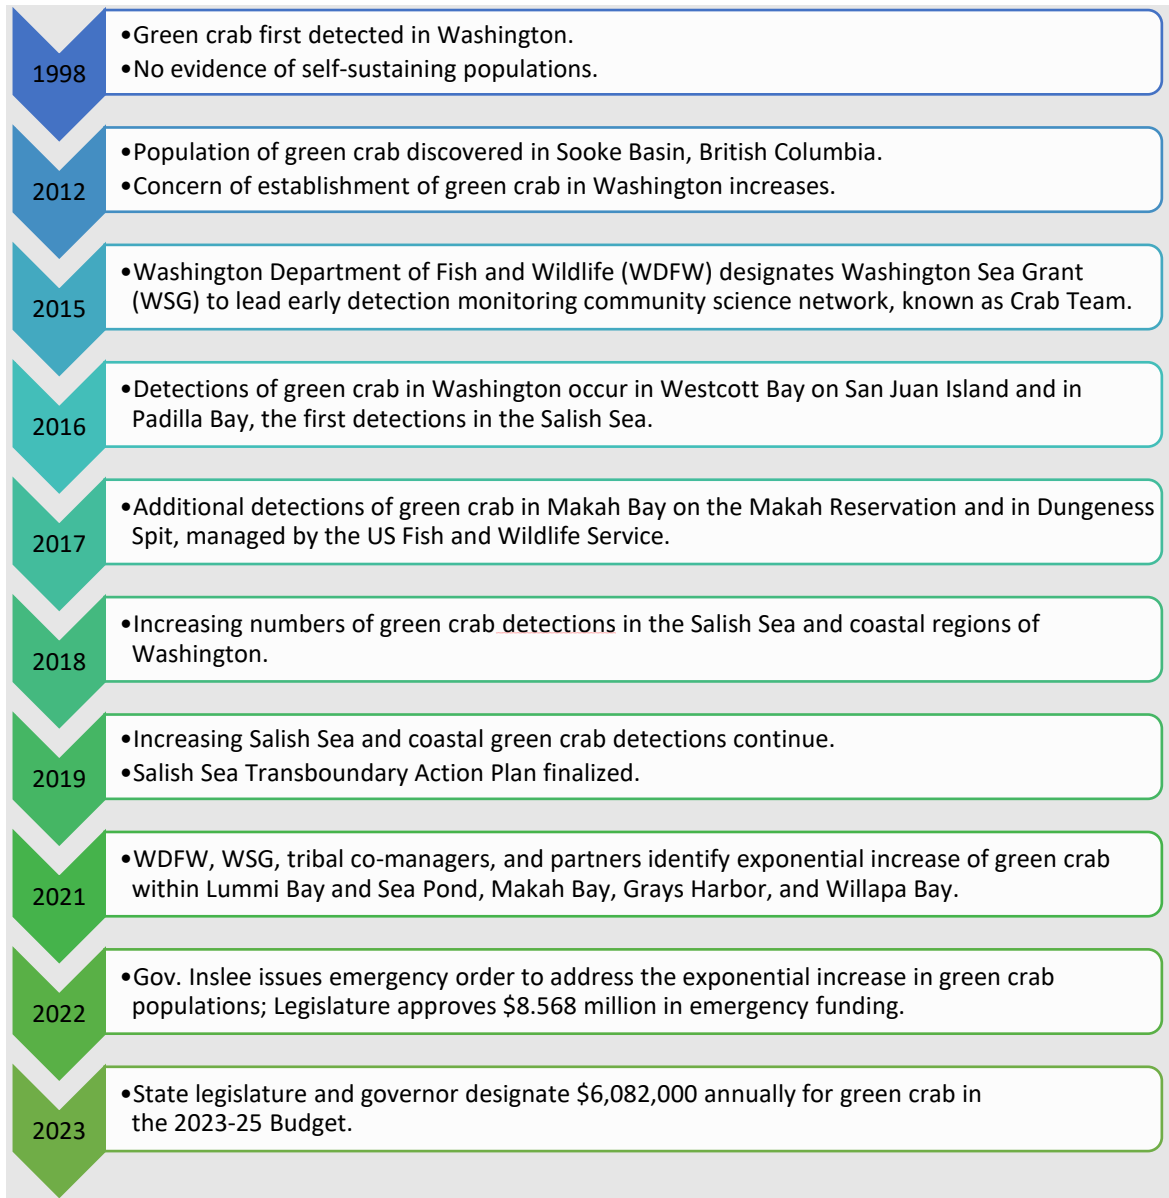 1998
•Green crab first detected in Washington.
•No evidence of self-sustaining populations.
2012
•Population of green crab discovered in Sooke Basin, British Columbia.
•Concern of establishment of green crab in Washington increases.
2015
•Washington Department of Fish and Wildlife (WDFW) designates Washington Sea Grant
(WSG) to lead early detection monitoring community science network, known as Crab Team.
2016
•Detections of green crab in Washington occur in Westcott Bay on San Juan Island and in
Padilla Bay, the first detections in the Salish Sea.
2017
•Additional detections of green crab in Makah Bay on the Makah Reservation and in Dungeness
Spit, managed by the US Fish and Wildlife Service.
2018
•Increasing numbers of green crab detections in the Salish Sea and coastal regions of
Washington.
2019
•Increasing Salish Sea and coastal green crab detections continue.
•Salish Sea Transboundary Action Plan finalized.
2021
•WDFW, WSG, tribal co-managers, and partners identify exponential increase of green crab
within Lummi Bay and Sea Pond, Makah Bay, Grays Harbor, and Willapa Bay.
2022
•Gov. Inslee issues emergency order to address the exponential increase in green crab
populations; Legislature approves $8.568 million in emergency funding.
2023
•State legislature and governor designate $6,082,000 annually for green crab in
the 2023-25 Budget.